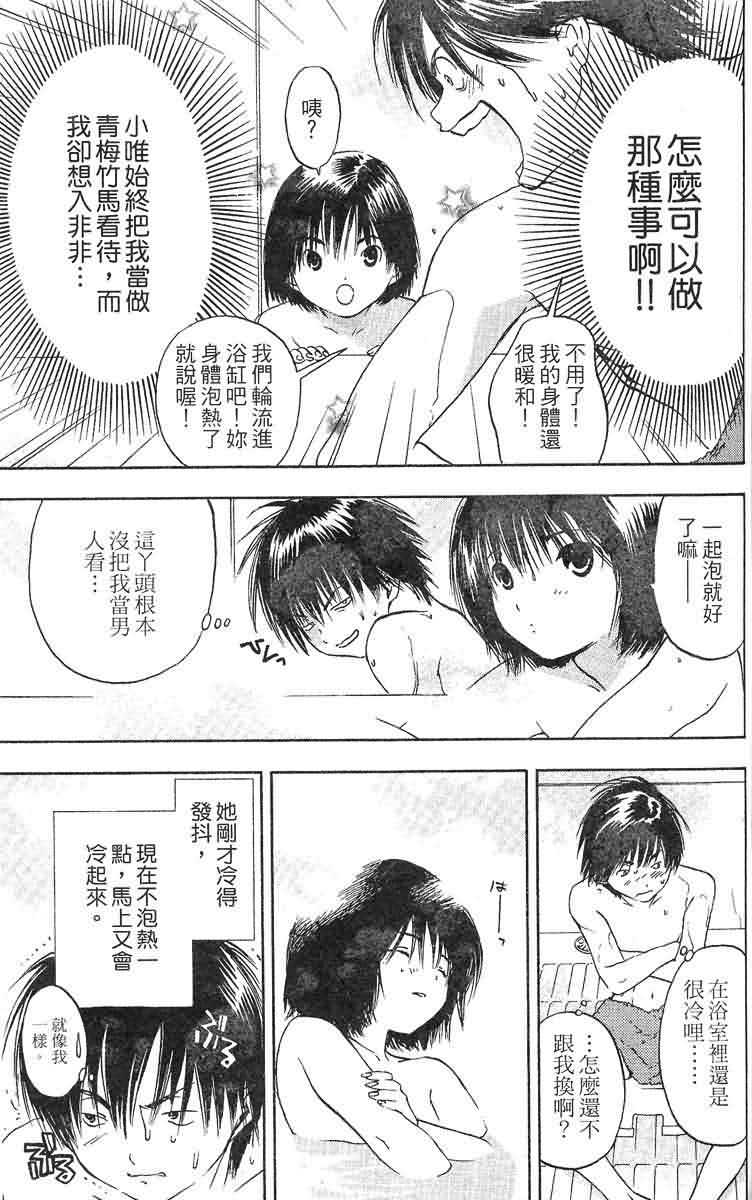 怎麼可以做
那種事啊!!
不用了!
我的身體還
很暖和!
咦?
我們輪流進
浴缸吧!妳
身體泡熱了
就說喔!
小唯始終把我當做
青梅竹馬看待,而
我卻想入非非…
一起泡就好
了嘛——
這丫頭根本
沒把我當男
人看…
在浴室裡還是
很冷哩……
…怎麼還不
跟我換啊?
はーっ
她剛才冷得
發抖,
現在不泡熱一
點,馬上又會
冷起來。
就像我
一樣。
ぶる
ぶる